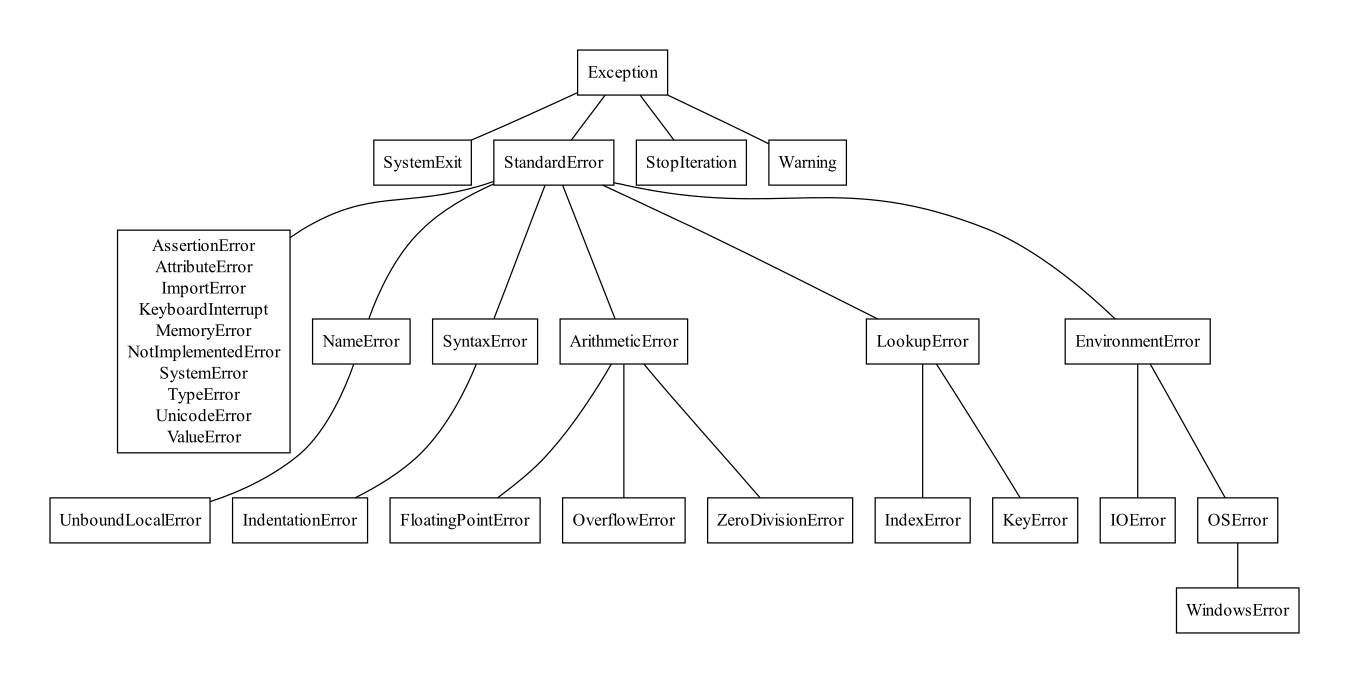 Exception
SystemExit
StandardError
StopIteration
Warning
AssertionError
AttributeError
ImportError
KeyboardInterrupt
MemoryError
NotImplementedError
SystemError
TypeError
UnicodeError
ValueError
NameError
SyntaxError
ArithmeticError
LookupError
EnvironmentError
UnboundLocalError
IndentationError
FloatingPointError
OverflowError
ZeroDivisionError
IndexError
KeyError
IOError
OSError
WindowsError